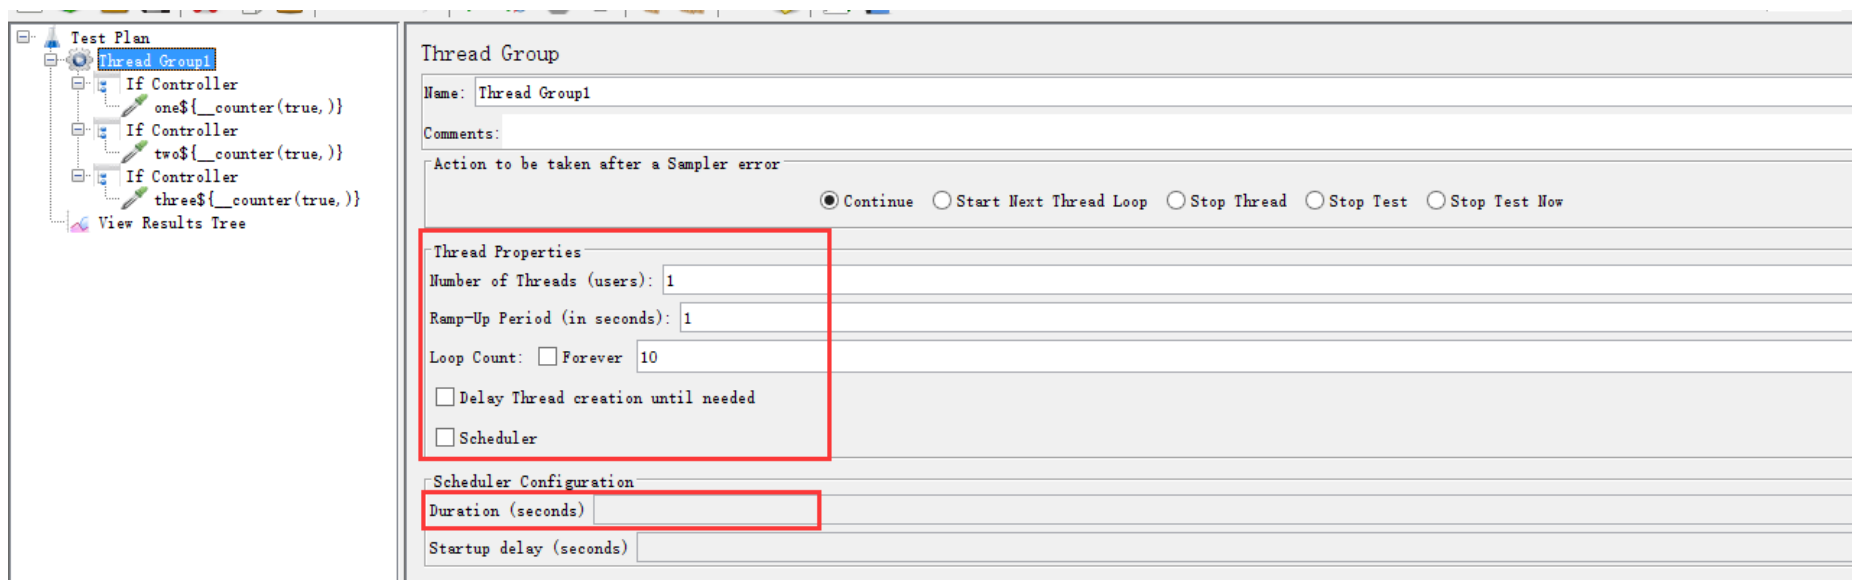 Test Plan
Thread Group1
If Controller
one${__counter(true,)}
If Controller
two${__counter(true,)}
If Controller
three${__counter(true,)}
View Results Tree
Thread Group
Name: Thread Group1
Comments:
Action to be taken after a Sampler error
Continue Start Next Thread Loop Stop Thread Stop Test Stop Test Now
Thread Properties
Number of Threads (users): 1
Ramp-Up Period (in seconds): 1
Loop Count: Forever 10
Delay Thread creation until needed
Scheduler
Scheduler Configuration
Duration (seconds)
Startup delay (seconds)